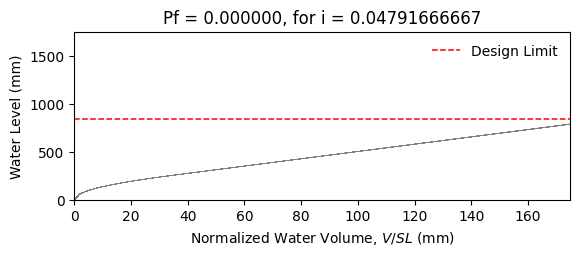 Pf = 0.000000, for i = 0.04791666667
Design Limit
Water Level (mm)
1500
1000
500
0
0 20 40 60 80 100 120 140 160
Normalized Water Volume, V/SL (mm)